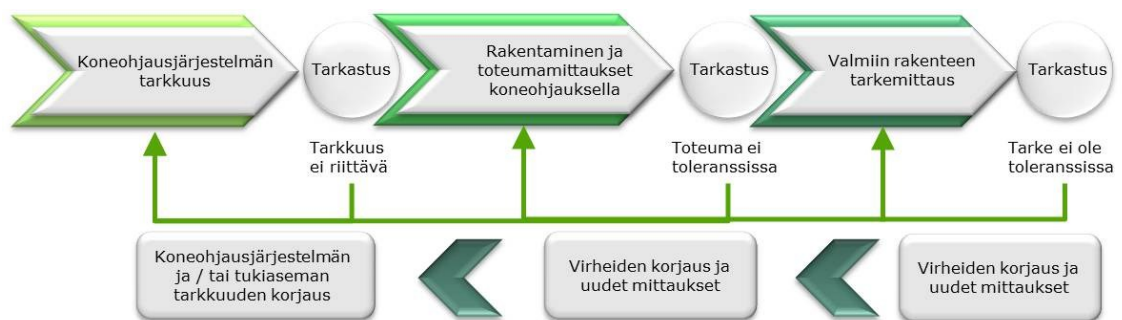 Koneohjausjärjestelmän
tarkkuus
Tarkastus
Rakentaminen ja
toteumamittaukset
koneohjauksella
Tarkastus
Valmiin rakenteen
tarkemittaus
Tarkastus
Tarkkuus
ei riittävä
Toteuma ei
toleranssissa
Tarke ei ole
toleranssissa
Koneohjausjärjestelmän
ja / tai tukiaseman
tarkkuuden korjaus
Virheiden korjaus ja
uudet mittaukset
Virheiden korjaus ja
uudet mittaukset